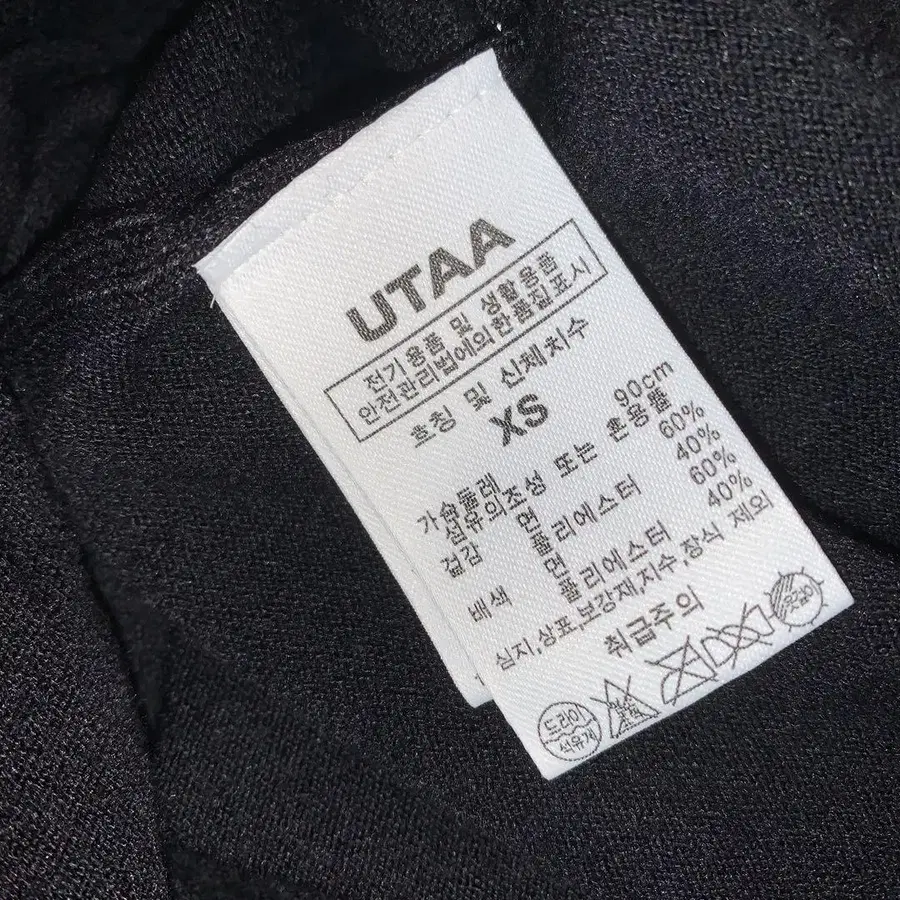 UTAA
전기용품 및 생활용품
안전관리법에의한품질표시
호칭 및 신체치수
XS
가슴둘레 90cm
섬유의조성 또는 혼용률
겉감 면 60%
폴리에스터 40%
배색 면 60%
폴리에스터 40%
심지,상표,보강재,자수,장식 제외
취급주의
드라이
석유계
옷걸이